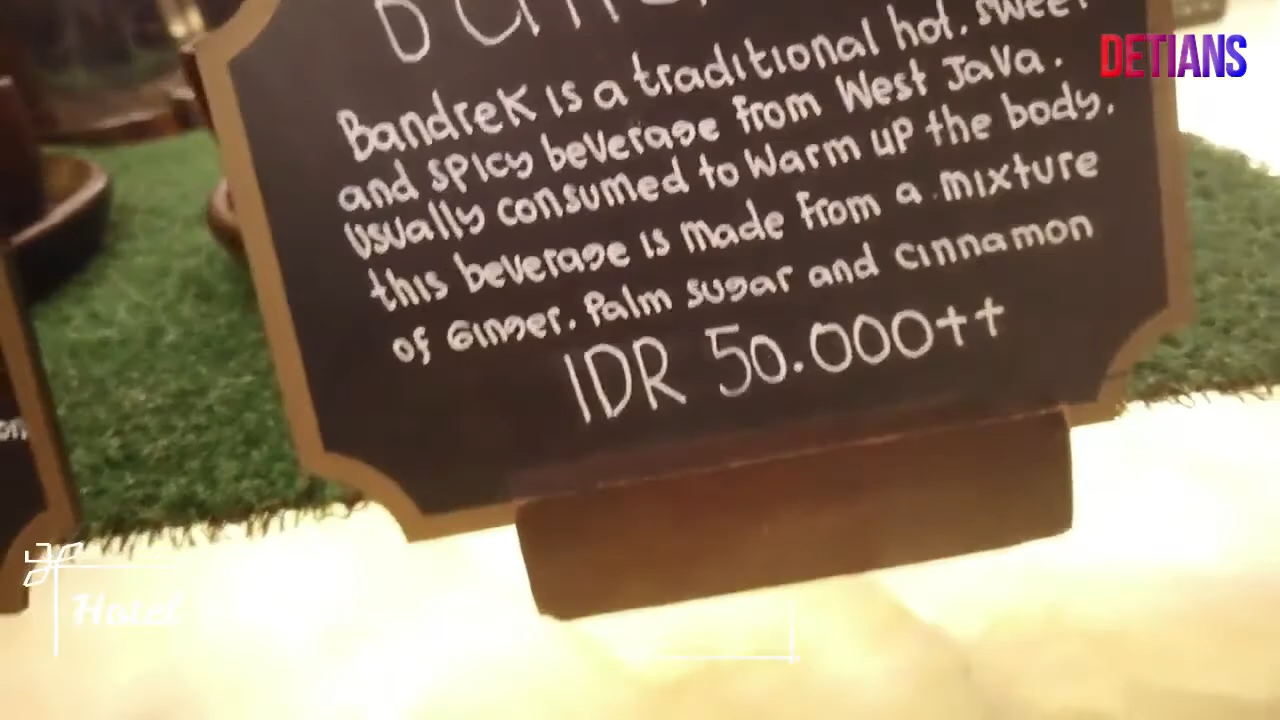 DETIANS
Bandrek is a traditional hot, sweet
and spicy beverage from West Java.
usually consumed to warm up the body.
this beverage is made from a mixture
of Ginger, Palm sugar and cinnamon
IDR 50.000++
Hotel